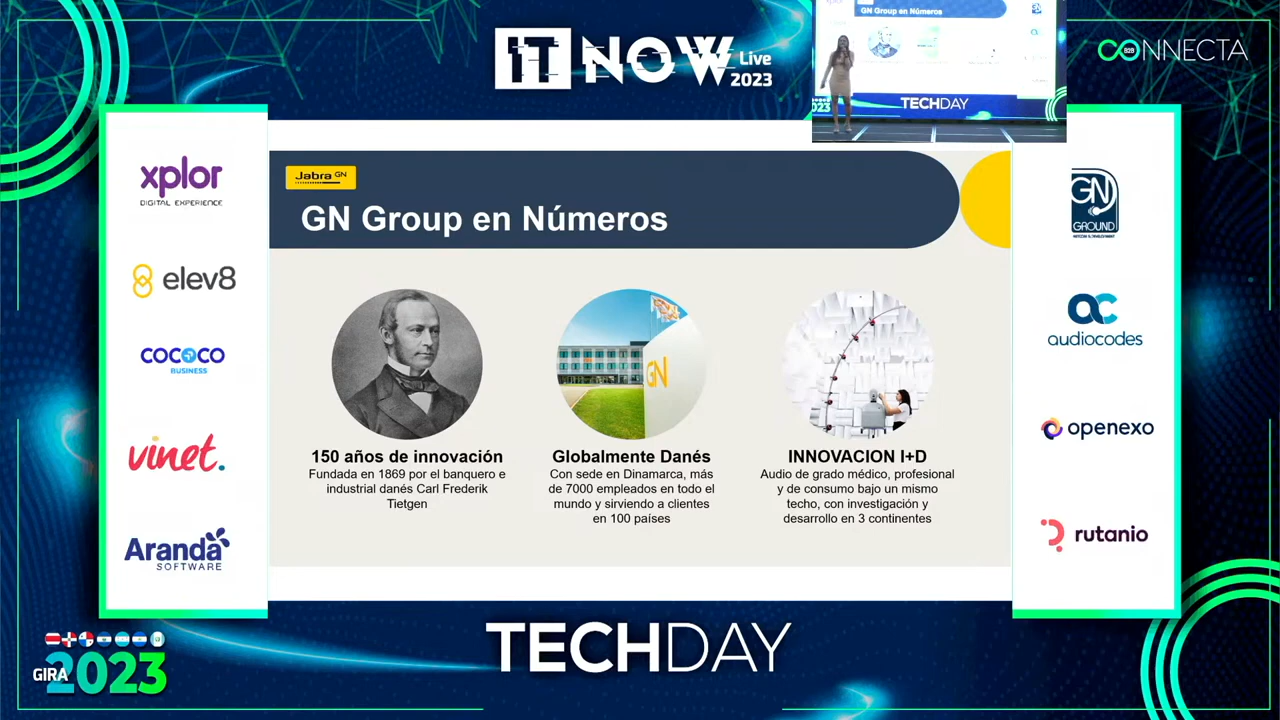 IT NOW Live
2023
CONNECTA
B2B
GN Group en Números
TECHDAY
2023
xplor
DIGITAL EXPERIENCE
elev8
COCOCO
BUSINESS
vinet.
Aranda
SOFTWARE
Jabra GN
GN Group en Números
GN
150 años de innovación
Fundada en 1869 por el banquero e
industrial danés Carl Frederik
Tietgen
Globalmente Danés
Con sede en Dinamarca, más
de 7000 empleados en todo el
mundo y sirviendo a clientes
en 100 países
INNOVACION I+D
Audio de grado médico, profesional
y de consumo bajo un mismo
techo, con investigación y
desarrollo en 3 continentes
GN
GROUND
ac
audiocodes
openexo
rutanio
GIRA 2023
TECHDAY